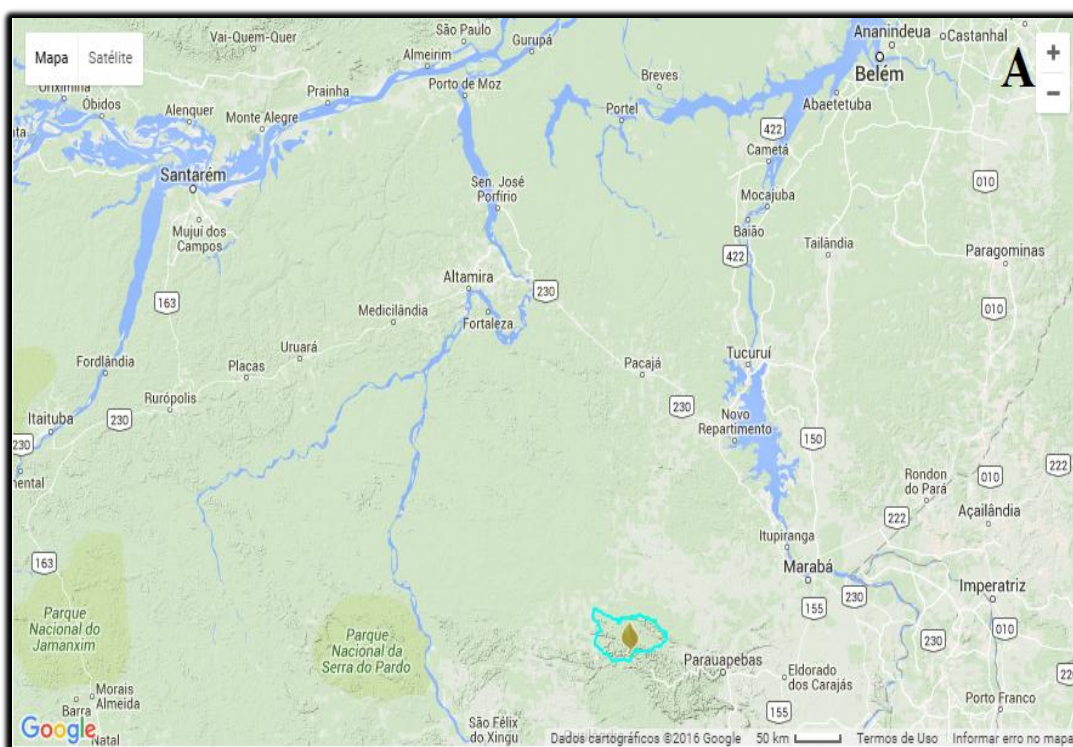 Mapa
Satélite
A
+
−
Vai-Quem-Quer
São Paulo
Almeirim
Gurupá
Ananindeua
Castanhal
Belém
Oriximiná
Óbidos
Alenquer
Prainha
Monte Alegre
Porto de Moz
Breves
Portel
Abaetetuba
422
Cametá
Santarém
Sen. José
Porfírio
010
Mocajuba
Baião
Mujuí dos
Campos
422
Tailândia
Paragominas
163
Altamira
230
010
Medicilândia
Fortaleza
Fordlândia
Placas
Uruará
Pacajá
Tucuruí
Rurópolis
230
Itaituba
230
230
Novo
Repartimento
150
222
Rondon
do Pará
010
Açailândia
222
Itupiranga
163
Marabá
230
Imperatriz
155
010
230
Parque
Nacional do
Jamanxim
Parque
Nacional da
Serra do Pardo
Parauapebas
Eldorado
dos Carajás
Morais
Almeida
Barra
155
Porto Franco
São Félix
do Xingu
Google
Natal
Dados cartográficos ©2016 Google
50 km
Termos de Uso
Informar erro no mapa